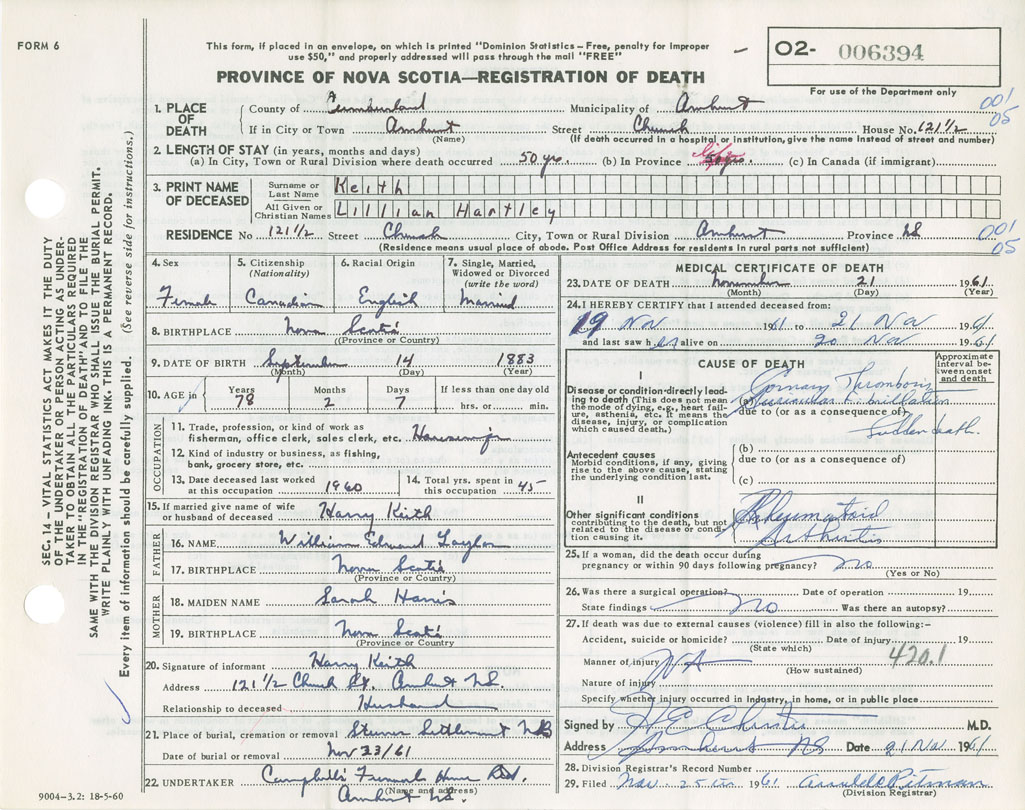 FORM 6
This form, if placed in an envelope, on which is printed "Dominion Statistics – Free, penalty for improper
use $50," and properly addressed will pass through the mail "FREE"
PROVINCE OF NOVA SCOTIA—REGISTRATION OF DEATH
02- 006394
For use of the Department only
001
05
1. PLACE OF DEATH County of Cumberland Municipality of Amherst
If in City or Town Amherst Street Church House No. 121 1/2
(Name) (If death occurred in a hospital or institution, give the name instead of street and number)
2. LENGTH OF STAY (in years, months and days)
(a) In City, Town or Rural Division where death occurred 50 yrs. (b) In Province life 50 yrs. (c) In Canada (if immigrant)
3. PRINT NAME OF DECEASED Surname or Last Name Keith
All Given or Christian Names Lillian Hartley
RESIDENCE No 121 1/2 Street Church City, Town or Rural Division Amherst Province NS
001
05
(Residence means usual place of abode. Post Office Address for residents in rural parts not sufficient)
4. Sex Female
5. Citizenship (Nationality) Canadian
6. Racial Origin English
7. Single, Married, Widowed or Divorced (write the word) Married
8. BIRTHPLACE Nova Scotia
(Province or Country)
9. DATE OF BIRTH September 14 1883
(Month) (Day) (Year)
10. AGE in Years 78 Months 2 Days 7 If less than one day old
hrs. or min.
OCCUPATION
11. Trade, profession, or kind of work as
fisherman, office clerk, sales clerk, etc.
12. Kind of industry or business, as fishing,
bank, grocery store, etc.
13. Date deceased last worked at this occupation 1960
14. Total yrs. spent in this occupation 45
15. If married give name of wife or husband of deceased Harry Keith
FATHER
16. NAME William Edward Taylor
17. BIRTHPLACE Nova Scotia
(Province or Country)
MOTHER
18. MAIDEN NAME Sarah Harris
19. BIRTHPLACE Nova Scotia
(Province or Country
20. Signature of informant Harry Keith
Address 121 1/2 Church St. Amherst NS.
Relationship to deceased Husband
21. Place of burial, cremation or removal Settlement NB
Date of burial or removal Nov 23/61
22. UNDERTAKER Campbell's Funeral Home Ltd.
(Name and address)
Amherst NS.
9004-3.2: 18-5-60
MEDICAL CERTIFICATE OF DEATH
23. DATE OF DEATH November 21 1961
(Month) (Day) (Year)
24. I HEREBY CERTIFY that I attended deceased from:
19 Nov 1961 to 21 Nov 1961
and last saw her alive on 20 Nov 1961
CAUSE OF DEATH
Approximate interval between onset and death
I
Disease or condition directly leading to death (This does not mean the mode of dying, e.g., heart failure, asthenia, etc. It means the disease, injury, or complication which caused death)
(a) Coronary Thrombosis
Ventricular Fibrillation
due to (or as a consequence of)
Sudden death.
Antecedent causes
Morbid conditions, if any, giving rise to the above cause, stating the underlying condition last.
(b)
due to (or as a consequence of)
(c)
II
Other significant conditions
contributing to the death, but not related to the disease or condition causing it.
Rheumatoid
Arthritis
25. If a woman, did the death occur during
pregnancy or within 90 days following pregnancy? no
(Yes or No)
26. Was there a surgical operation? Date of operation 19
State findings No Was there an autopsy?
27. If death was due to external causes (violence) fill in also the following:-
Accident, suicide or homicide? Date of injury 19
(State which)
420.1
Manner of injury NA
(How sustained)
Nature of injury
Specify whether injury occurred in Industry, in home, or in public place
Signed by H E Christie M.D.
Address Amherst NS Date 21 Nov 1961
28. Division Registrar's Record Number
29. Filed Nov 25th 1961
(Division Registrar)
SEC. 14 – VITAL STATISTICS ACT MAKES IT THE DUTY
OF THE UNDERTAKER OR PERSON ACTING AS UNDER-
TAKER TO OBTAIN ALL THE PARTICULARS REQUIRED
IN THE "REGISTRATION OF DEATH" AND TO FILE THE
SAME WITH THE DIVISION REGISTRAR WHO SHALL ISSUE THE BURIAL PERMIT.
WRITE PLAINLY WITH UNFADING INK. THIS IS A PERMANENT RECORD.
Every item of information should be carefully supplied. (See reverse side for instructions.)